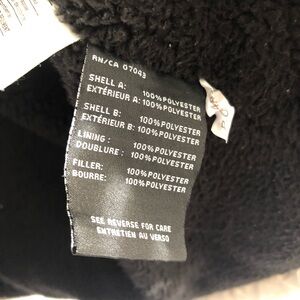 RN/CA 07043
SHELL A: 100%POLYESTER
EXTÉRIEUR A: 100%POLYESTER
SHELL B: 100%POLYESTER
EXTÉRIEUR B: 100%POLYESTER
LINING : 100%POLYESTER
DOUBLURE : 100%POLYESTER
FILLER: 100%POLYESTER
BOURRE: 100%POLYESTER
SEE REVERSE FOR CARE
ENTRETIEN AU VERSO